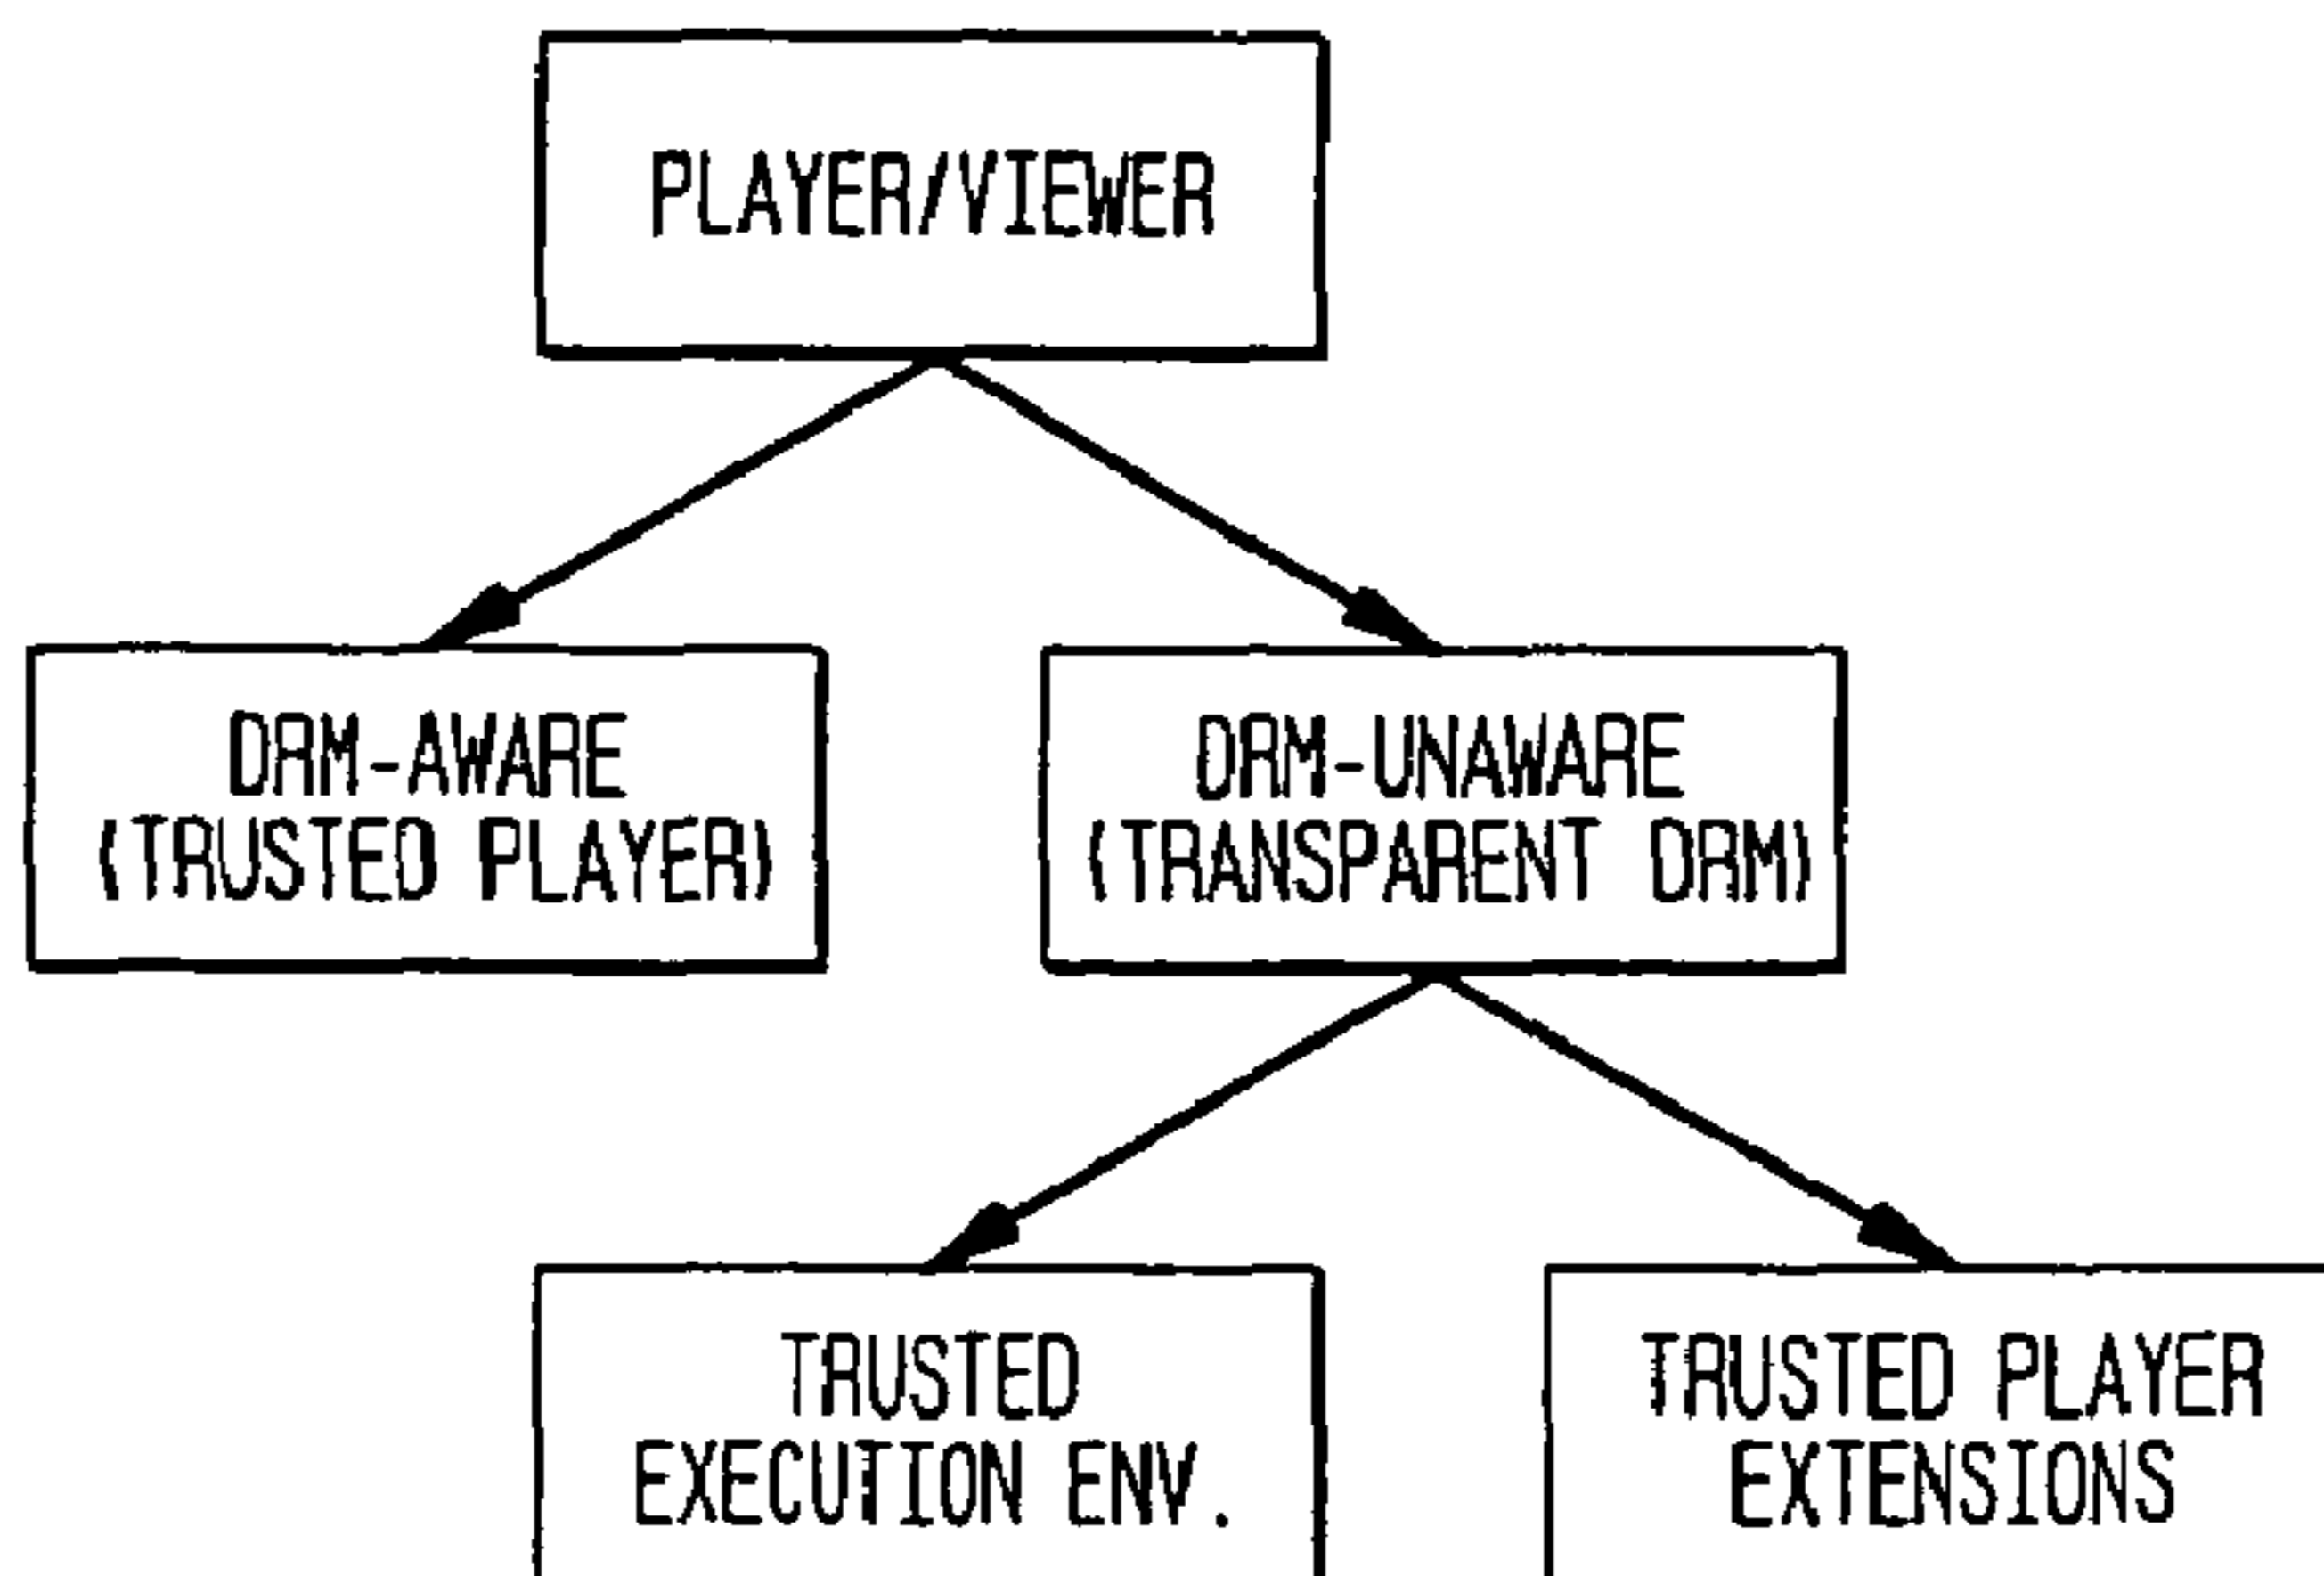 PLAYER/VIEWER
DRM-AWARE
(TRUSTED PLAYER)
DRM-UNAWARE
(TRANSPARENT DRM)
TRUSTED
EXECUTION ENV.
TRUSTED PLAYER
EXTENSIONS